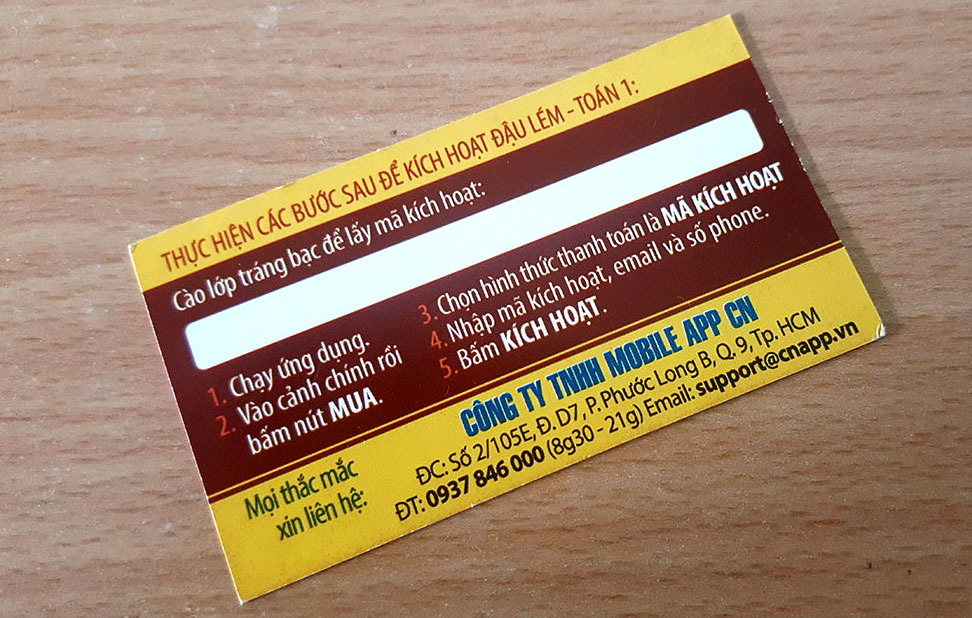 THỰC HIỆN CÁC BƯỚC SAU ĐỂ KÍCH HOẠT ĐẬU LÉM - TOÁN 1:
Cào lớp tráng bạc để lấy mã kích hoạt:
1. Chạy ứng dụng.
2. Vào cảnh chính rồi
bấm nút MUA.
3. Chọn hình thức thanh toán là MÃ KÍCH HOẠT
4. Nhập mã kích hoạt, email và số phone.
5. Bấm KÍCH HOẠT.
Mọi thắc mắc
xin liên hệ:
CÔNG TY TNHH MOBILE APP CN
ĐC: Số 2/105E, Đ. D7, P. Phước Long B, Q. 9, Tp. HCM
ĐT: 0937 846 000 (8g30 - 21g) Email: support@cnapp.vn